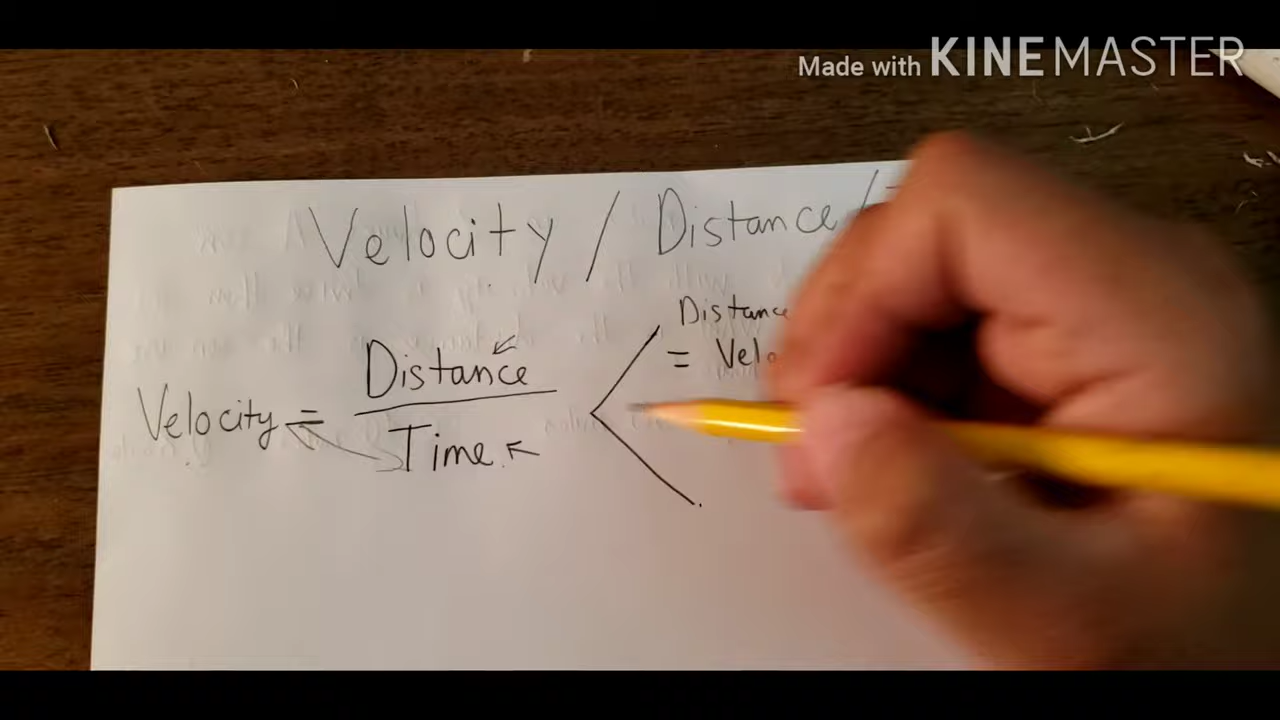 Made with KINEMASTER
Velocity / Distance /
Distance
= Velo
Velocity = Distance
Time